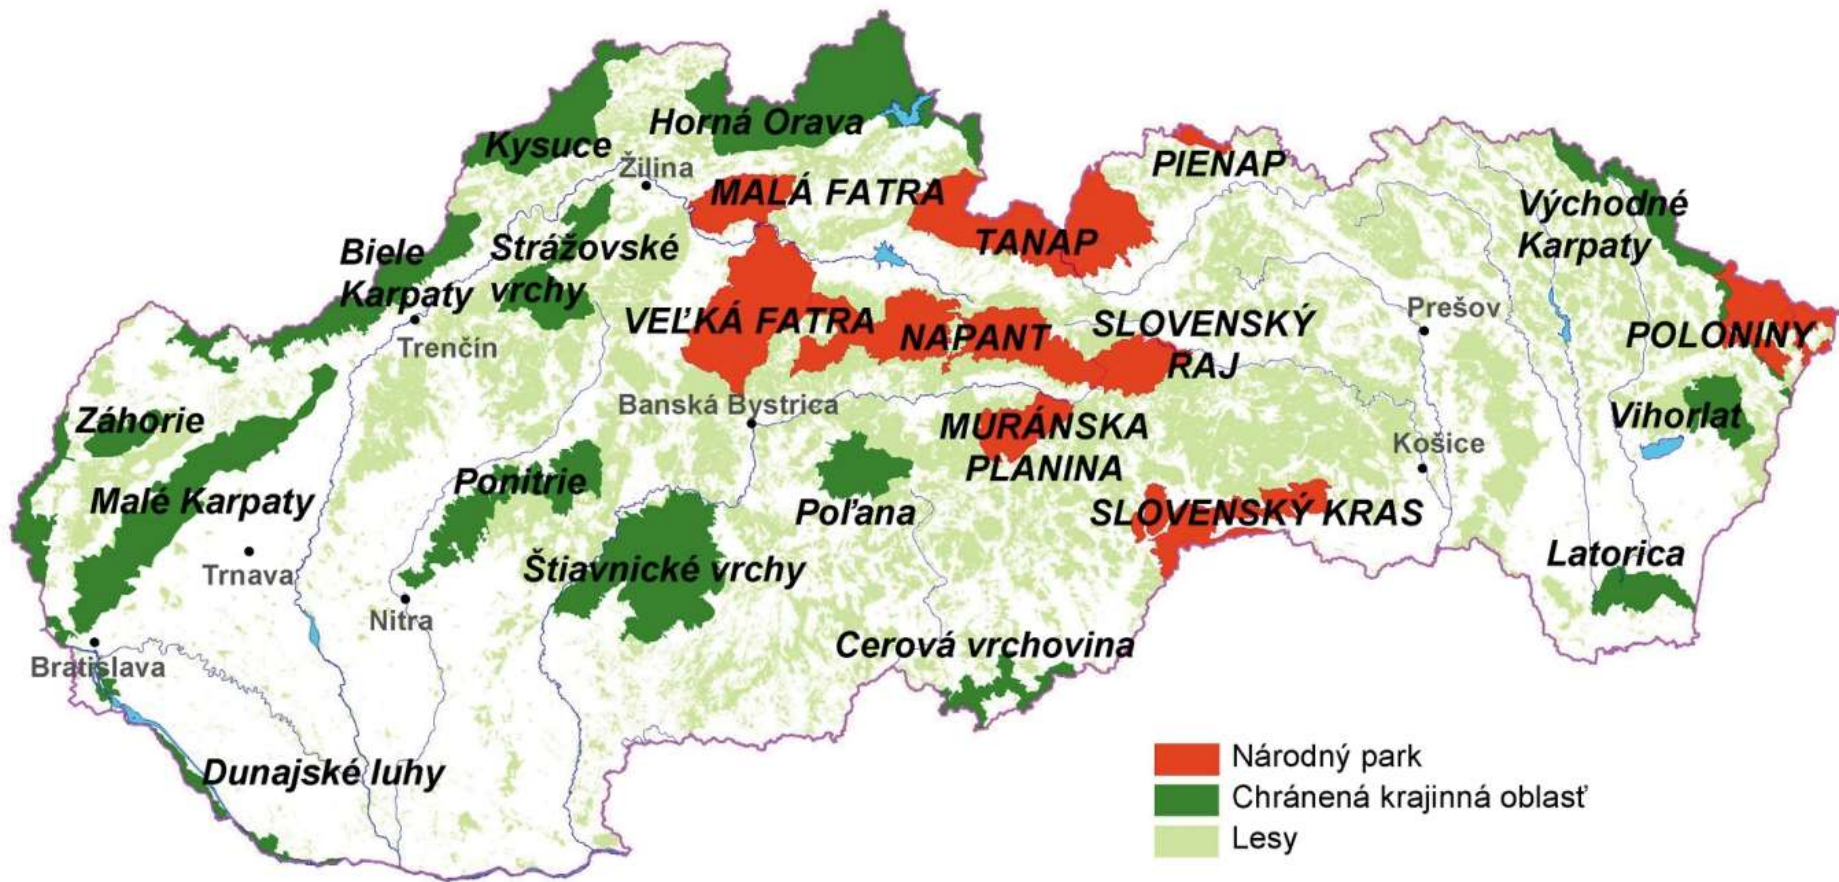 Horná Orava
Kysuce
Žilina
PIENAP
MALÁ FATRA
Východné
Karpaty
TANAP
Strážovské
vrchy
Biele
Karpaty
Trenčín
VEĽKÁ FATRA
NAPANT
SLOVENSKÝ
RAJ
Prešov
POLONINY
Banská Bystrica
Záhorie
MURÁNSKA
PLANINA
Vihorlat
Košice
Malé Karpaty
Ponitrie
Poľana
SLOVENSKÝ KRAS
Trnava
Štiavnické vrchy
Latorica
Nitra
Cerová vrchovina
Bratislava
Dunajské luhy
Národný park
Chránená krajinná oblasť
Lesy